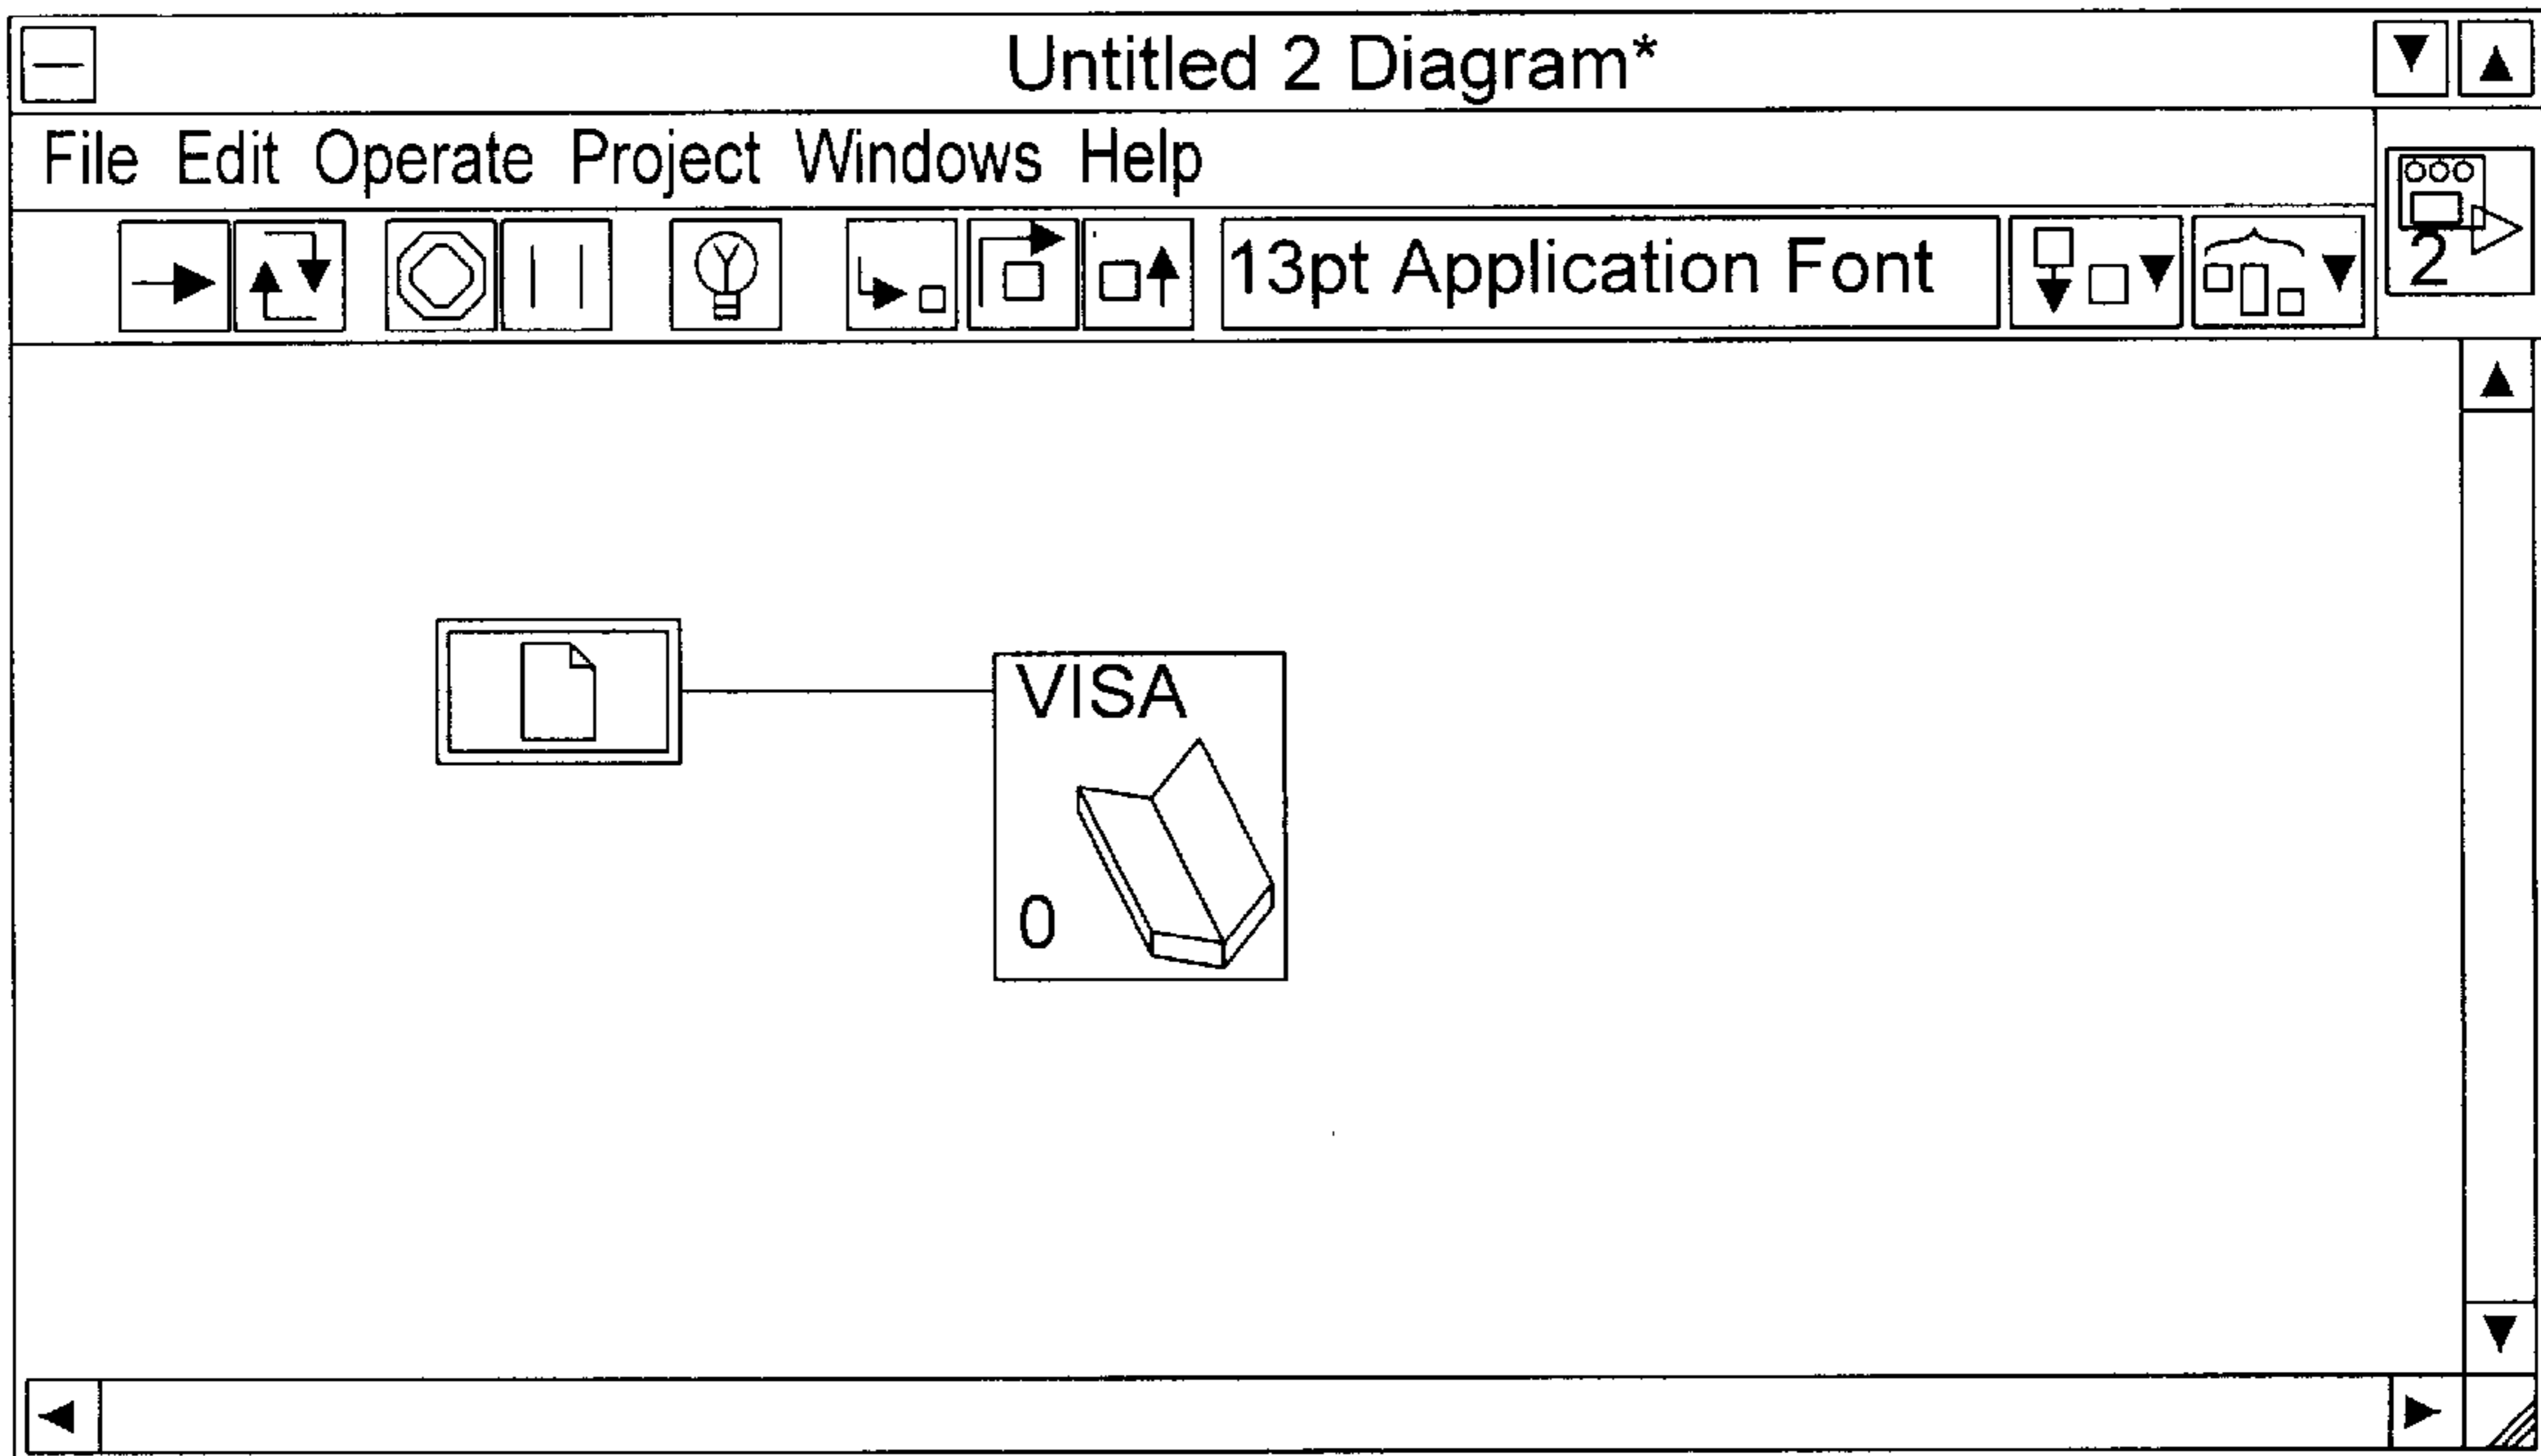 Untitled 2 Diagram*
File Edit Operate Project Windows Help
13pt Application Font
2
VISA
0